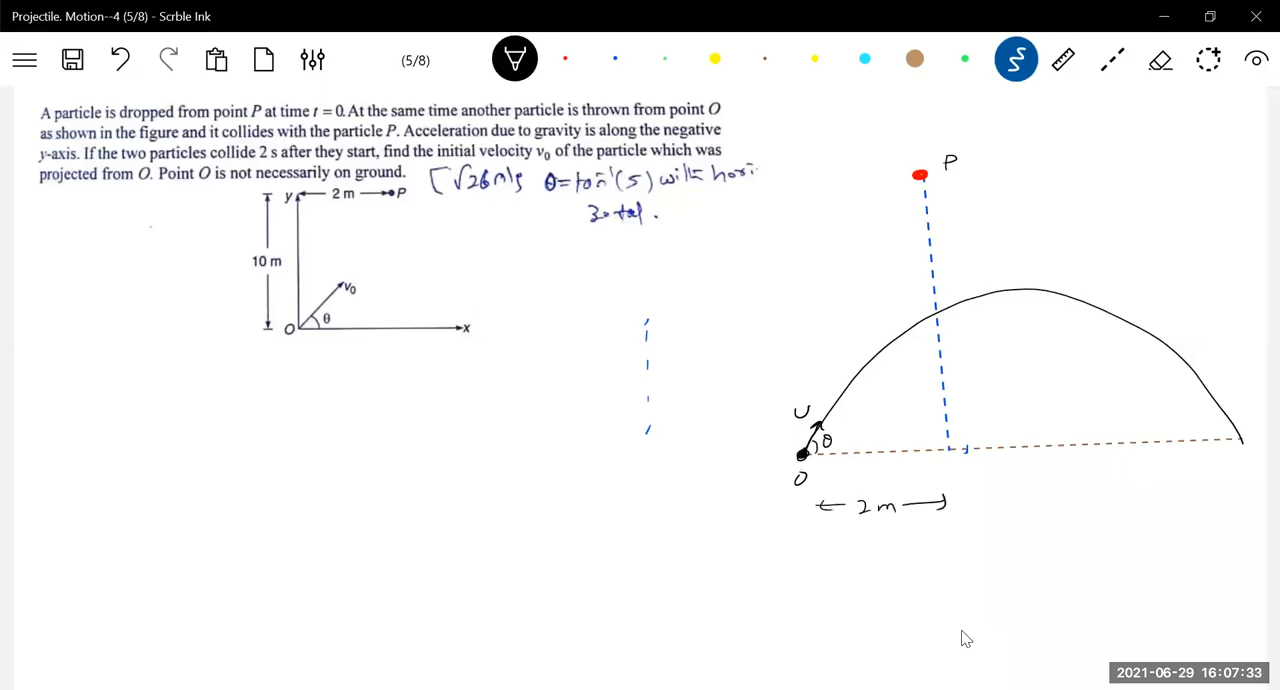 Projectile. Motion--4 (5/8) - Scrble Ink
(5/8)
A particle is dropped from point P at time t = 0. At the same time another particle is thrown from point O
as shown in the figure and it collides with the particle P. Acceleration due to gravity is along the negative
y-axis. If the two particles collide 2 s after they start, find the initial velocity v₀ of the particle which was
projected from O. Point O is not necessarily on ground.
[√26 m/s θ = tan⁻¹(5) with hori
zontal.
y 2 m P
10 m
v₀
θ
O x
P
U
θ
O
2 m
2021-06-29 16:07:33